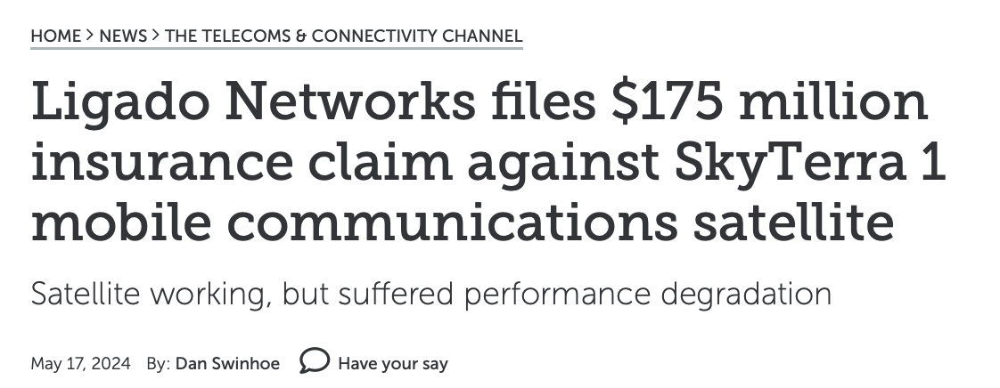 HOME > NEWS > THE TELECOMS & CONNECTIVITY CHANNEL
Ligado Networks files $175 million
insurance claim against SkyTerra 1
mobile communications satellite
Satellite working, but suffered performance degradation
May 17, 2024 By: Dan Swinhoe Have your say